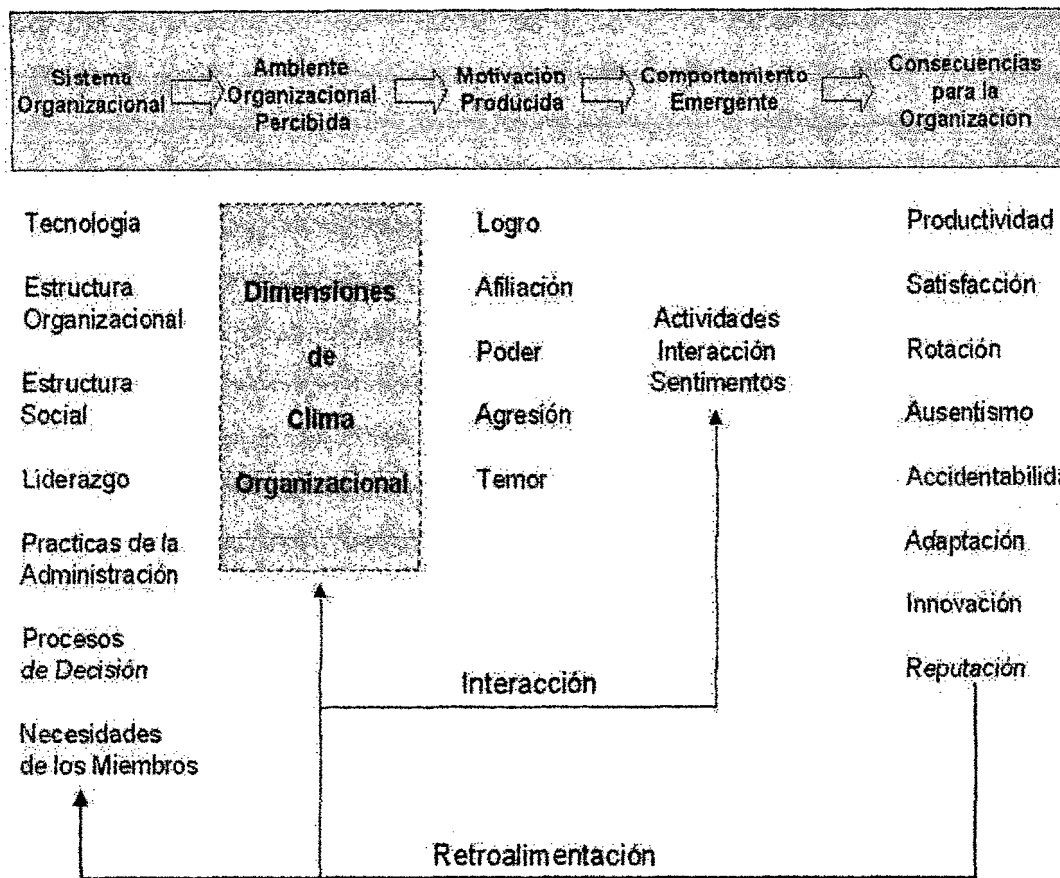 Sistema
Organizacional
Ambiente
Organizacional
Percibida
Motivación
Producida
Comportamiento
Emergente
Consecuencias
para la
Organización
Tecnologia
Estructura
Organizacional
Estructura
Social
Liderazgo
Practicas de la
Administración
Procesos
de Decisión
Necesidades
de los Miembros
Dimensiones
de
Clima
Organizacional
Logro
Afiliación
Poder
Agresión
Temor
Actividades
Interacción
Sentimentos
Productividad
Satisfacción
Rotación
Ausentismo
Accidentabilida
Adaptación
Innovación
Reputación
Interacción
Retroalimentación